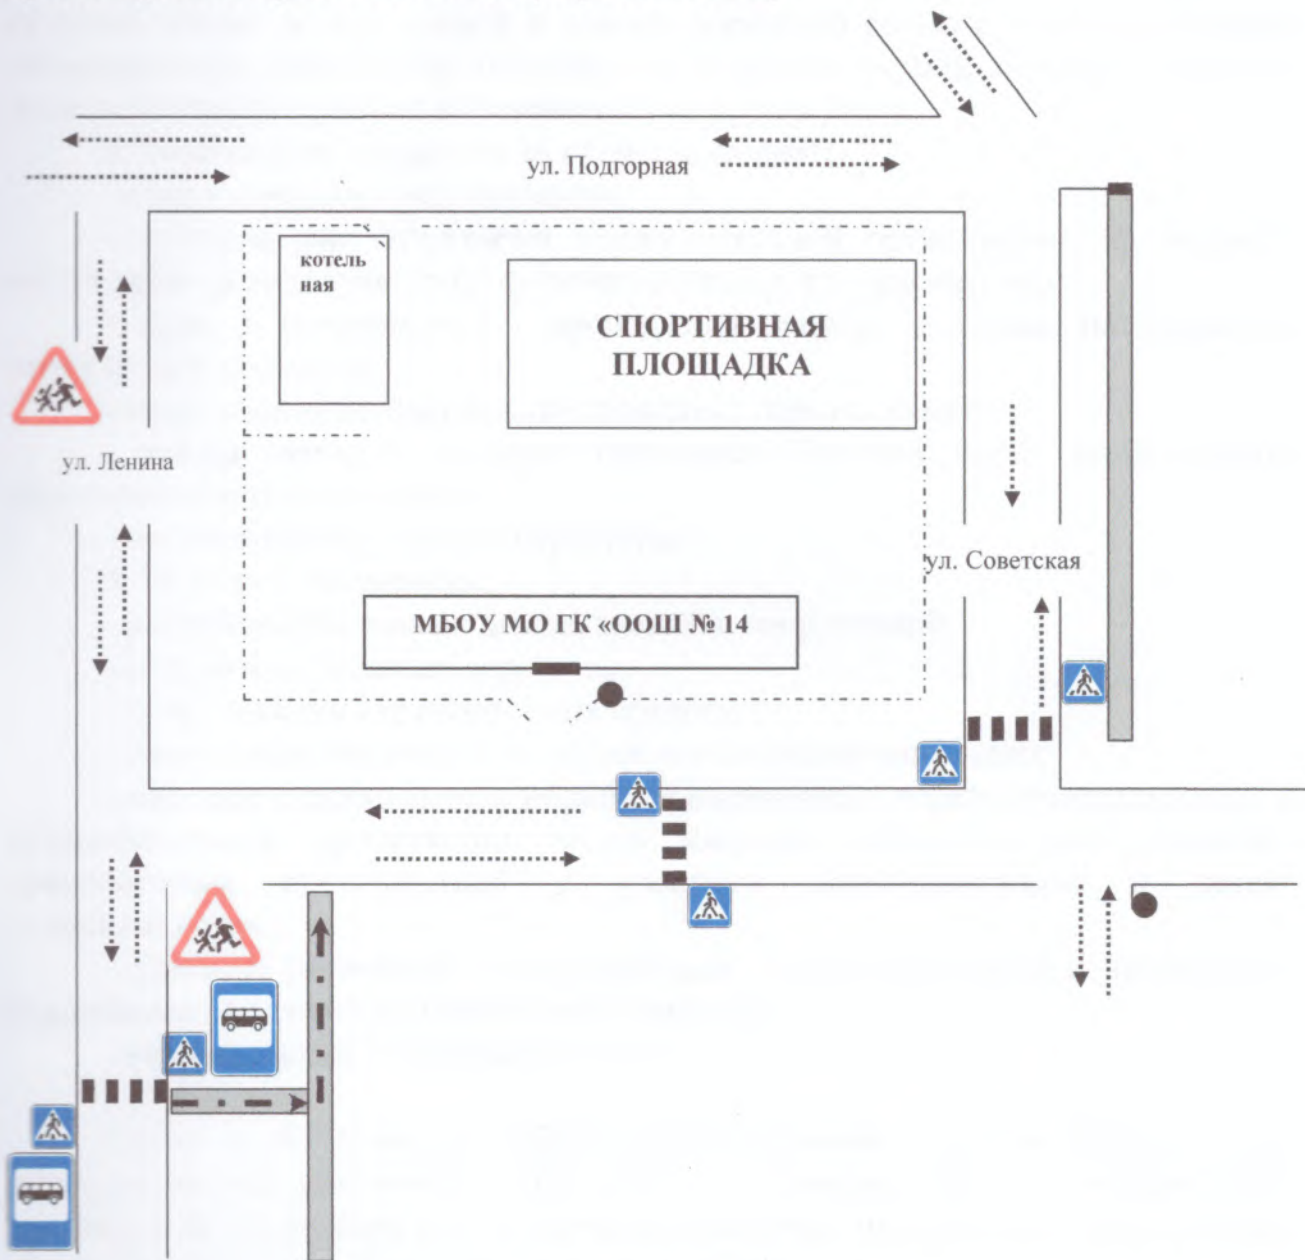 ул. Подгорная
котель
ная
СПОРТИВНАЯ
ПЛОЩАДКА
ул. Ленина
ул. Советская
МБОУ МО ГК «ООШ № 14